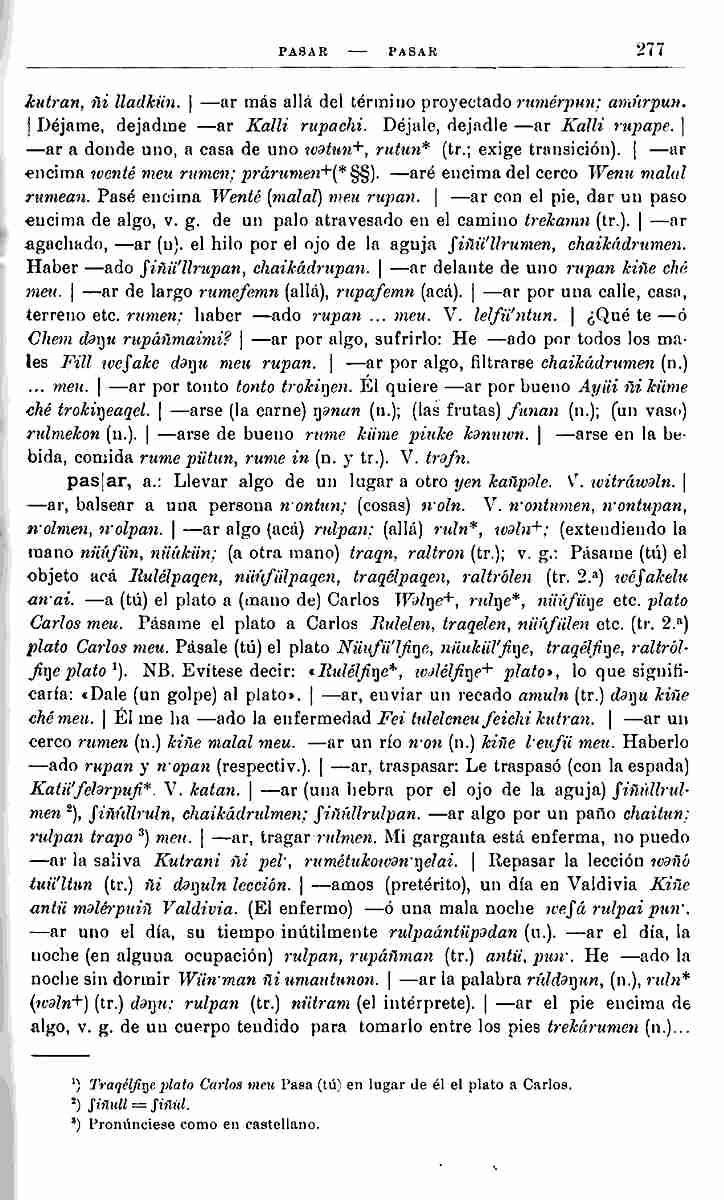 PASAR — PASAR 277
kutran, ñi lladkün. | —ar más allá del término proyectado rumérpun; amúrpun.
| Déjame, dejadme —ar Kalli rupachi. Déjale, dejadle —ar Kalli rupape. |
—ar a donde uno, a casa de uno wətun+, rutun* (tr.; exige transición). | —ar
encima wenté meu rumen; prárumen+(*§§). —aré encima del cerco Wenu malal
rumean. Pasé encima Wenté (malal) meu rupan. | —ar con el pie, dar un paso
encima de algo, v. g. de un palo atravesado en el camino trekamn (tr.). | —ar
agachado, —ar (u). el hilo por el ojo de la aguja ʃiñü'llrumen, chaikádrumen.
Haber —ado ʃiñü'llrupan, chaikádrupan. | —ar delante de uno rupan kiñe ché
meu. | —ar de largo rumefemn (allá), rupafemn (acá). | —ar por una calle, casa,
terreno etc. rumen; haber —ado rupan ... meu. V. lelfü'ntun. | ¿Qué te —ó
Chem dəŋu rupáñmaimi? | —ar por algo, sufrirlo: He —ado por todos los ma-
les Fill weʃake dəŋu meu rupan. | —ar por algo, filtrarse chaikádrumen (n.)
... meu. | —ar por tonto tonto trokiŋen. Él quiere —ar por bueno Ayüi ñi küme
ché trokiŋeaqel. | —arse (la carne) ŋənun (n.); (las frutas) funan (n.); (un vaso)
rulmekon (n.). | —arse de bueno rume küme piuke kənuwn. | —arse en la be-
bida, comida rume pütun, rume in (n. y tr.). V. trəfn.
pas|ar, a.: Llevar algo de un lugar a otro yen kañpəle. V. witráwəln. |
—ar, balsear a una persona n·ontun; (cosas) n·oln. V. n·ontumen, n·ontupan,
n·olmen, n·olpan. | —ar algo (acá) rulpan; (allá) ruln*, wəln+; (extendiendo la
mano nüúfün, nüúkün; (a otra mano) traqn, raltron (tr.); v. g.: Pásame (tú) el
objeto acá Rulélpaqen, nüúfülpaqen, traqélpaqen, raltrólen (tr. 2.ª) wéʃakelu
an·ai. —a (tú) el plato a (mano de) Carlos Wəlŋe+, rulŋe*, nüúfüŋe etc. plato
Carlos meu. Pásame el plato a Carlos Rulelen, traqelen, nüúfülen etc. (tr. 2.ª)
plato Carlos meu. Pásale (tú) el plato Nüufü'lfiŋe, nüukül'fiŋe, traqélfiŋe, raltról-
fiŋe plato ¹). NB. Evítese decir: «Rulélfiŋe*, wəlélfiŋe+ plato», lo que signifi-
caría: «Dale (un golpe) al plato». | —ar, enviar un recado amuln (tr.) dəŋu kiñe
ché meu. | Él me ha —ado la enfermedad Fei tuleleneu feichi kutran. | —ar un
cerco rumen (n.) kiñe malal meu. —ar un río n·on (n.) kiñe l·eufü meu. Haberlo
—ado rupan y n·opan (respectiv.). | —ar, traspasar: Le traspasó (con la espada)
Katü'felərpufi*. V. katan. | —ar (una hebra por el ojo de la aguja) ʃiñúllrul-
men ²), ʃiñúllruln, chaikádrulmen; ʃiñúllrulpan. —ar algo por un paño chaitun;
rulpan trapo ³) meu. | —ar, tragar rulmen. Mi garganta está enferma, no puedo
—ar la saliva Kutrani ñi pel·, rumétukowən·ŋelai. | Repasar la lección wəñó
tuü'ltun (tr.) ñi dəŋuln lección. | —amos (pretérito), un día en Valdivia Kiñe
antü məlérpuiñ Valdivia. (El enfermo) —ó una mala noche weʃá rulpai pun·.
—ar uno el día, su tiempo inútilmente rulpaántüpədan (n.). —ar el día, la
noche (en alguna ocupación) rulpan, rupáñman (tr.) antü, pun·. He —ado la
noche sin dormir Wün·man ñi umautunon. | —ar la palabra rúldəŋun, (n.), ruln*
(wəln+) (tr.) dəŋu; rulpan (tr.) nütram (el intérprete). | —ar el pie encima de
algo, v. g. de un cuerpo tendido para tomarlo entre los pies trekárumen (n.)...
¹) Traqélfiŋe plato Carlos meu Pasa (tú) en lugar de él el plato a Carlos.
²) ʃiñull = ʃiñúl.
³) Pronúnciese como en castellano.